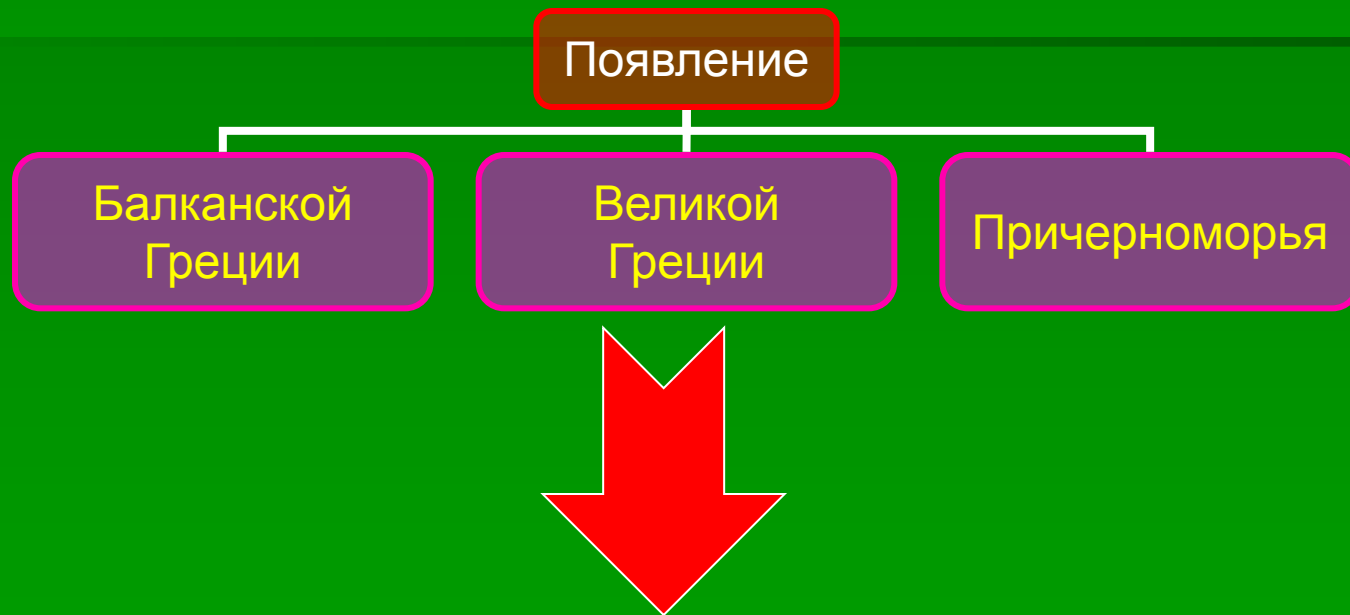 Появление
Балканской
Греции
Великой
Греции
Причерноморья